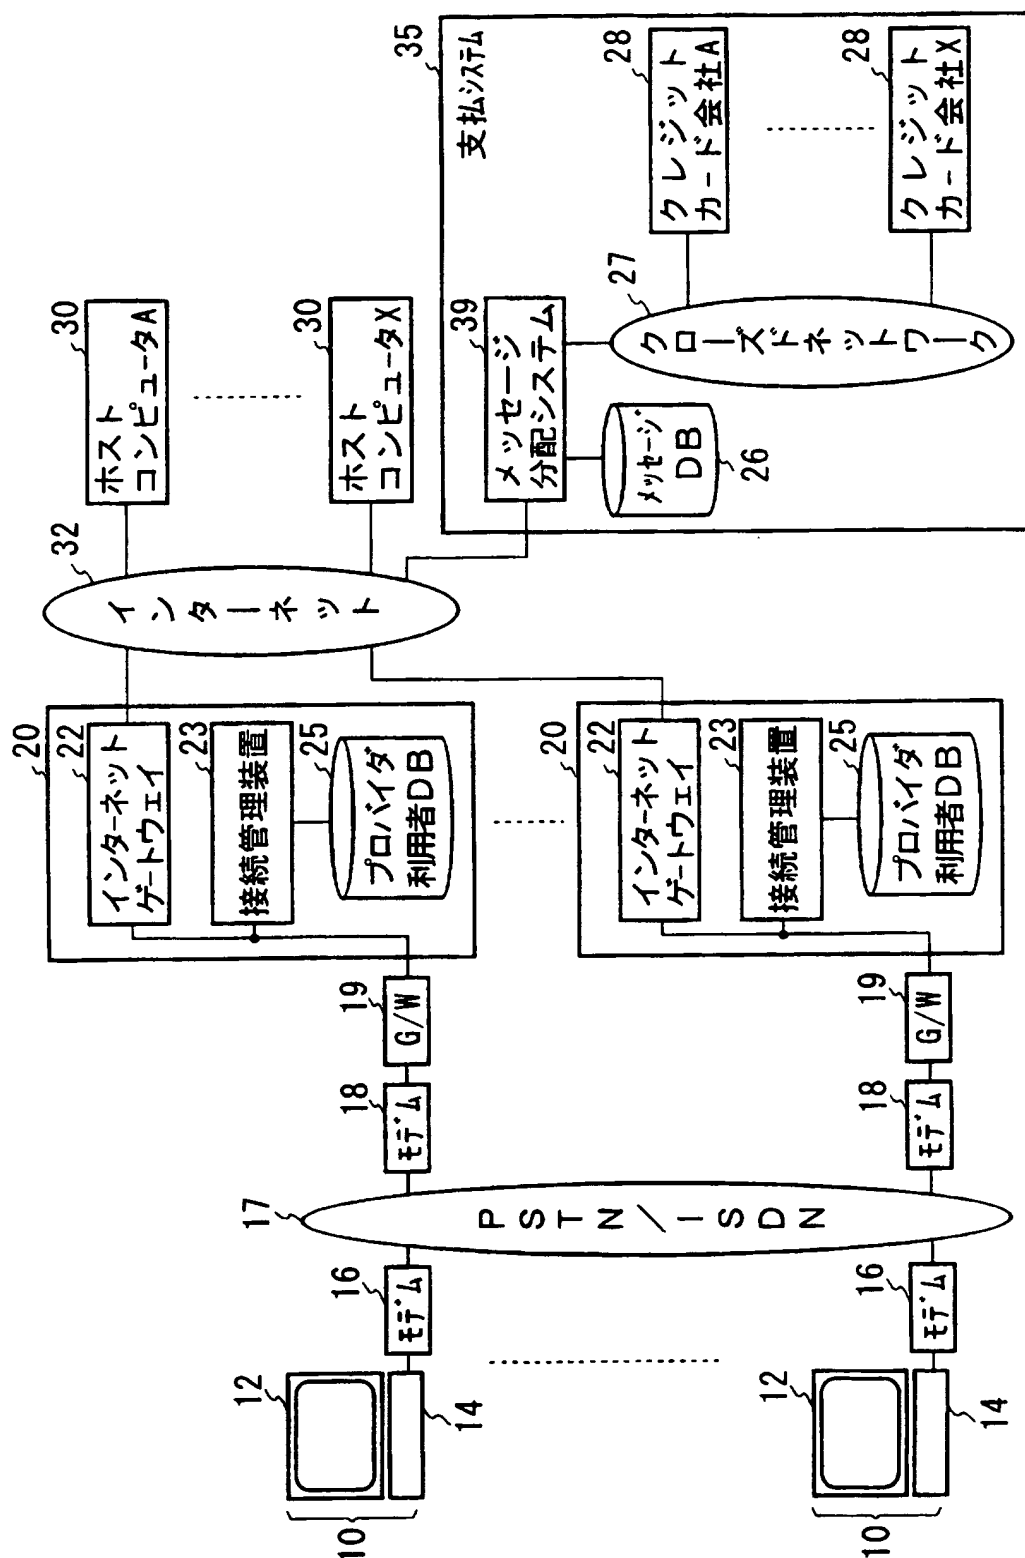 10
12
14
16
モデム
17
PSTN/ISDN
18
モデム
19
G/W
20
22
インターネット
ゲートウェイ
23
接続管理装置
25
プロバイダ
利用者DB
32
インターネット
30
ホスト
コンピュータA
30
ホスト
コンピュータX
35
支払システム
39
メッセージ
分配システム
メッセージ
DB
26
27
クローズドネットワーク
28
クレジット
カード会社A
28
クレジット
カード会社X
10
12
14
16
モデム
18
モデム
19
G/W
20
22
インターネット
ゲートウェイ
23
接続管理装置
25
プロバイダ
利用者DB